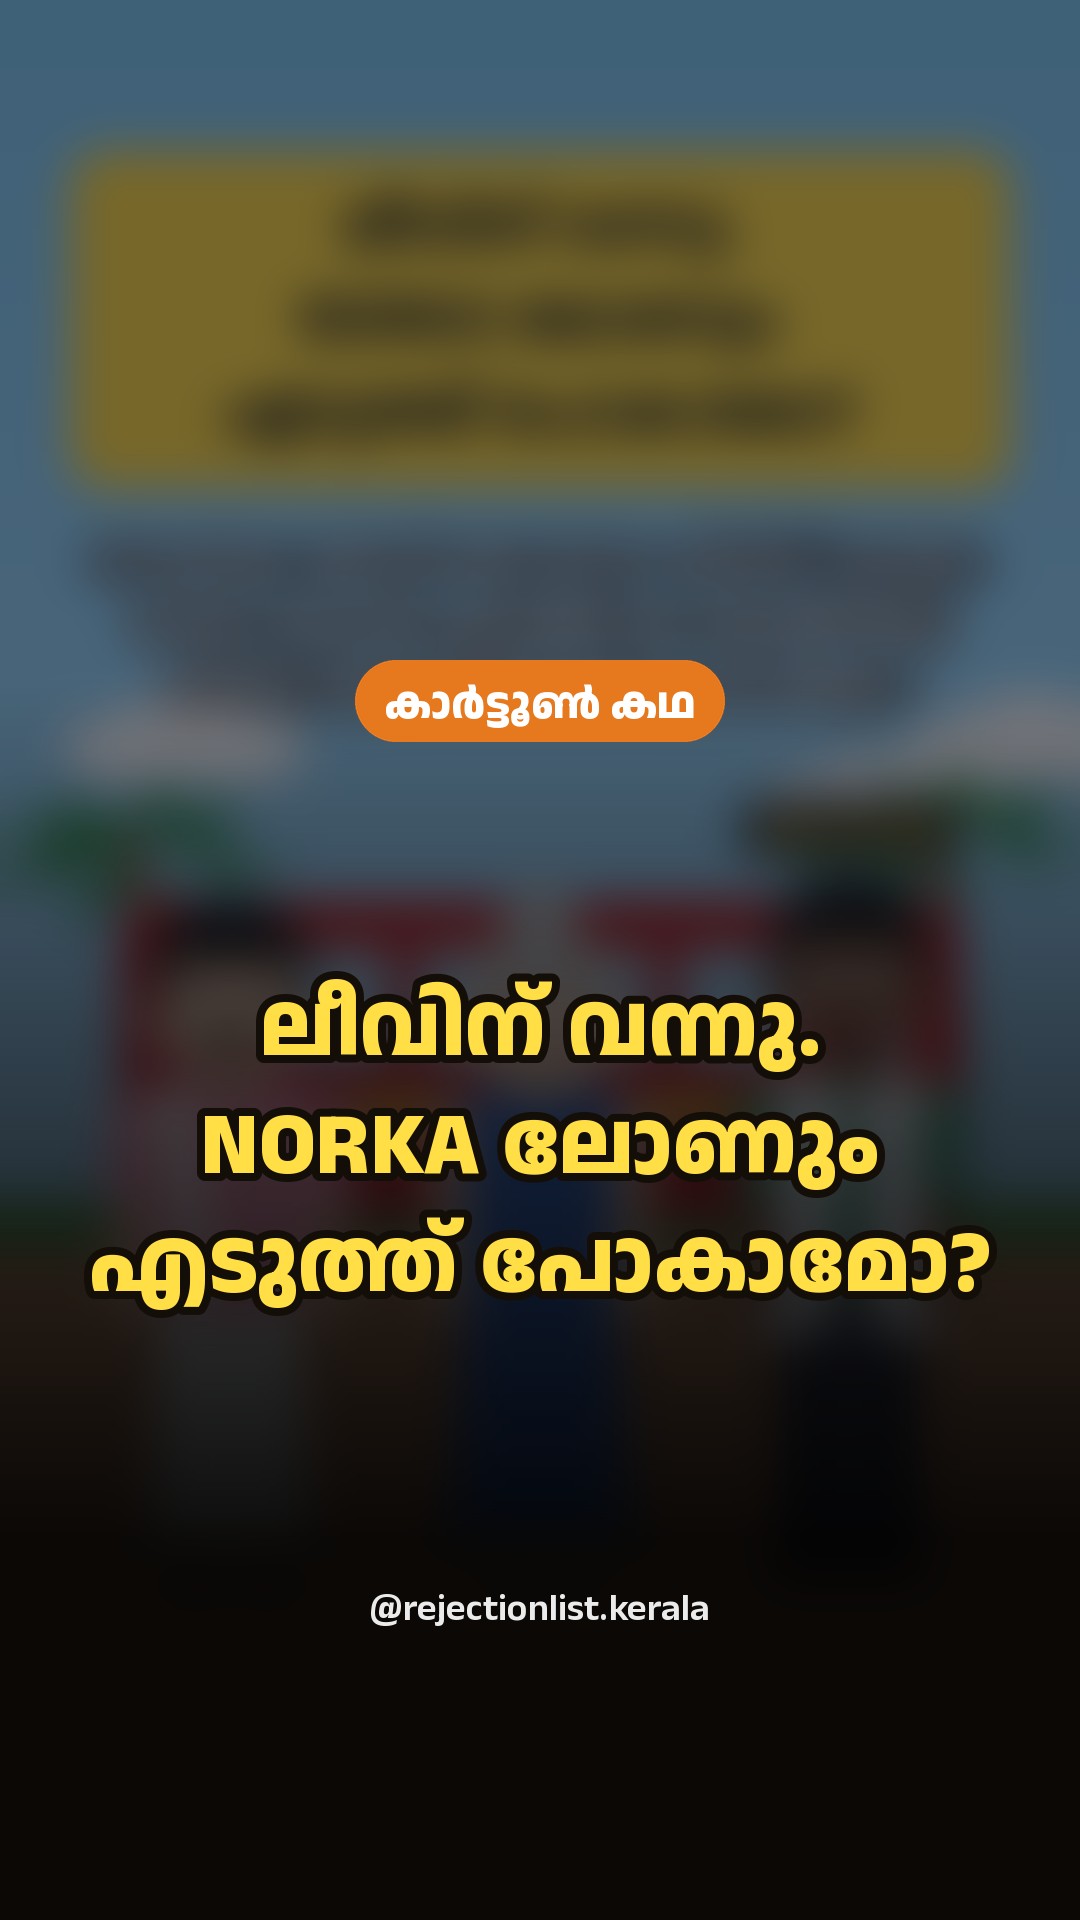 കാർട്ടൂൺ കഥ
ലീവിന് വന്നു.
NORKA ലോണും
എടുത്ത് പോകാമോ?
@rejectionlist.kerala